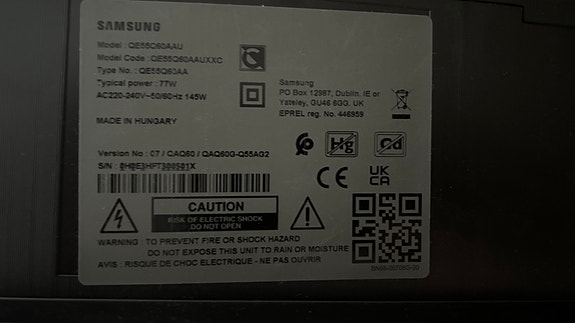 SAMSUNG
Model : QE55Q60AAU
Model Code : QE55Q60AAUXXC
Type No. : QE55Q60AA
Typical power : 77W
AC220-240V~50/60Hz 145W
Samsung
PO Box 12987, Dublin. IE or
Yateley, GU46 6GG, UK
EPREL reg. No. 446959
MADE IN HUNGARY
Hg
Cd
Version No : 07 / CAQ60 / QAQ60G-Q55AG2
S/N : 0H0E3HFT300501X
CE
UK
CA
CAUTION
RISK OF ELECTRIC SHOCK
DO NOT OPEN
WARNING : TO PREVENT FIRE OR SHOCK HAZARD
DO NOT EXPOSE THIS UNIT TO RAIN OR MOISTURE
AVIS : RISQUE DE CHOC ELECTRIQUE - NE PAS OUVRIR